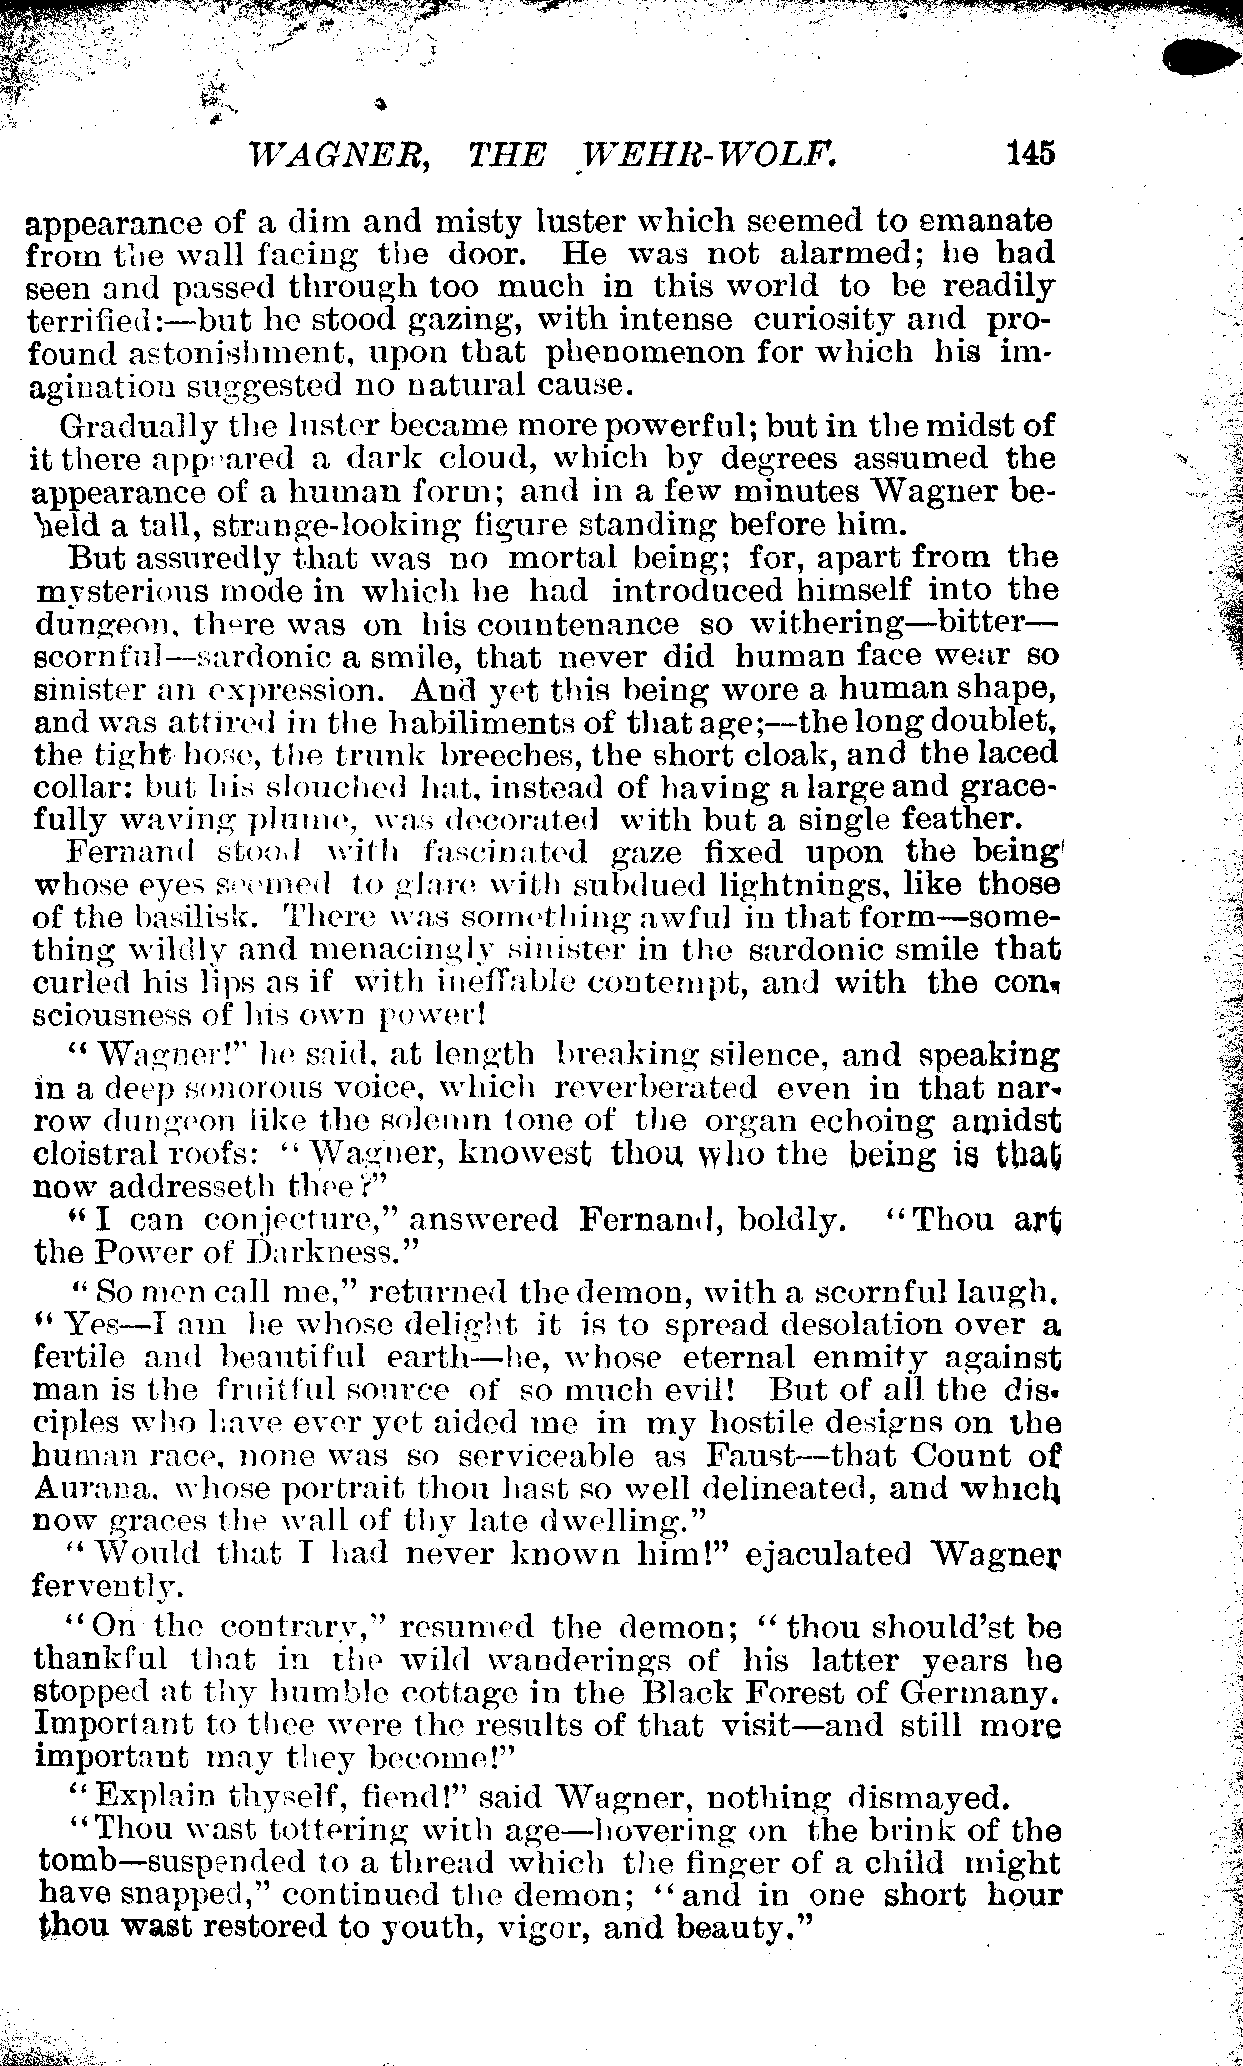 WAGNER, THE WEHR-WOLF. 145
appearance of a dim and misty luster which seemed to emanate
from the wall facing the door. He was not alarmed; he had
seen and passed through too much in this world to be readily
terrified:—but he stood gazing, with intense curiosity and pro-
found astonishment, upon that phenomenon for which his im-
agination suggested no natural cause.
Gradually the luster became more powerful; but in the midst of
it there appeared a dark cloud, which by degrees assumed the
appearance of a human form; and in a few minutes Wagner be-
held a tall, strange-looking figure standing before him.
But assuredly that was no mortal being; for, apart from the
mysterious mode in which he had introduced himself into the
dungeon, there was on his countenance so withering—bitter—
scornful—sardonic a smile, that never did human face wear so
sinister an expression. And yet this being wore a human shape,
and was attired in the habiliments of that age;—the long doublet,
the tight hose, the trunk breeches, the short cloak, and the laced
collar: but his slouched hat, instead of having a large and grace-
fully waving plume, was decorated with but a single feather.
Fernand stood with fascinated gaze fixed upon the being
whose eyes seemed to glare with subdued lightnings, like those
of the basilisk. There was something awful in that form—some-
thing wildly and menacingly sinister in the sardonic smile that
curled his lips as if with ineffable contempt, and with the con-
sciousness of his own power!
"Wagner!" he said, at length breaking silence, and speaking
in a deep sonorous voice, which reverberated even in that nar-
row dungeon like the solemn tone of the organ echoing amidst
cloistral roofs: "Wagner, knowest thou who the being is that
now addresseth thee?"
"I can conjecture," answered Fernand, boldly. "Thou art
the Power of Darkness."
"So men call me," returned the demon, with a scornful laugh.
"Yes—I am he whose delight it is to spread desolation over a
fertile and beautiful earth—he, whose eternal enmity against
man is the fruitful source of so much evil! But of all the dis-
ciples who have ever yet aided me in my hostile designs on the
human race, none was so serviceable as Faust—that Count of
Aurana, whose portrait thou hast so well delineated, and which
now graces the wall of thy late dwelling."
"Would that I had never known him!" ejaculated Wagner
fervently.
"On the contrary," resumed the demon; "thou should'st be
thankful that in the wild wanderings of his latter years he
stopped at thy humble cottage in the Black Forest of Germany.
Important to thee were the results of that visit—and still more
important may they become!"
"Explain thyself, fiend!" said Wagner, nothing dismayed.
"Thou wast tottering with age—hovering on the brink of the
tomb—suspended to a thread which the finger of a child might
have snapped," continued the demon; "and in one short hour
thou wast restored to youth, vigor, and beauty."